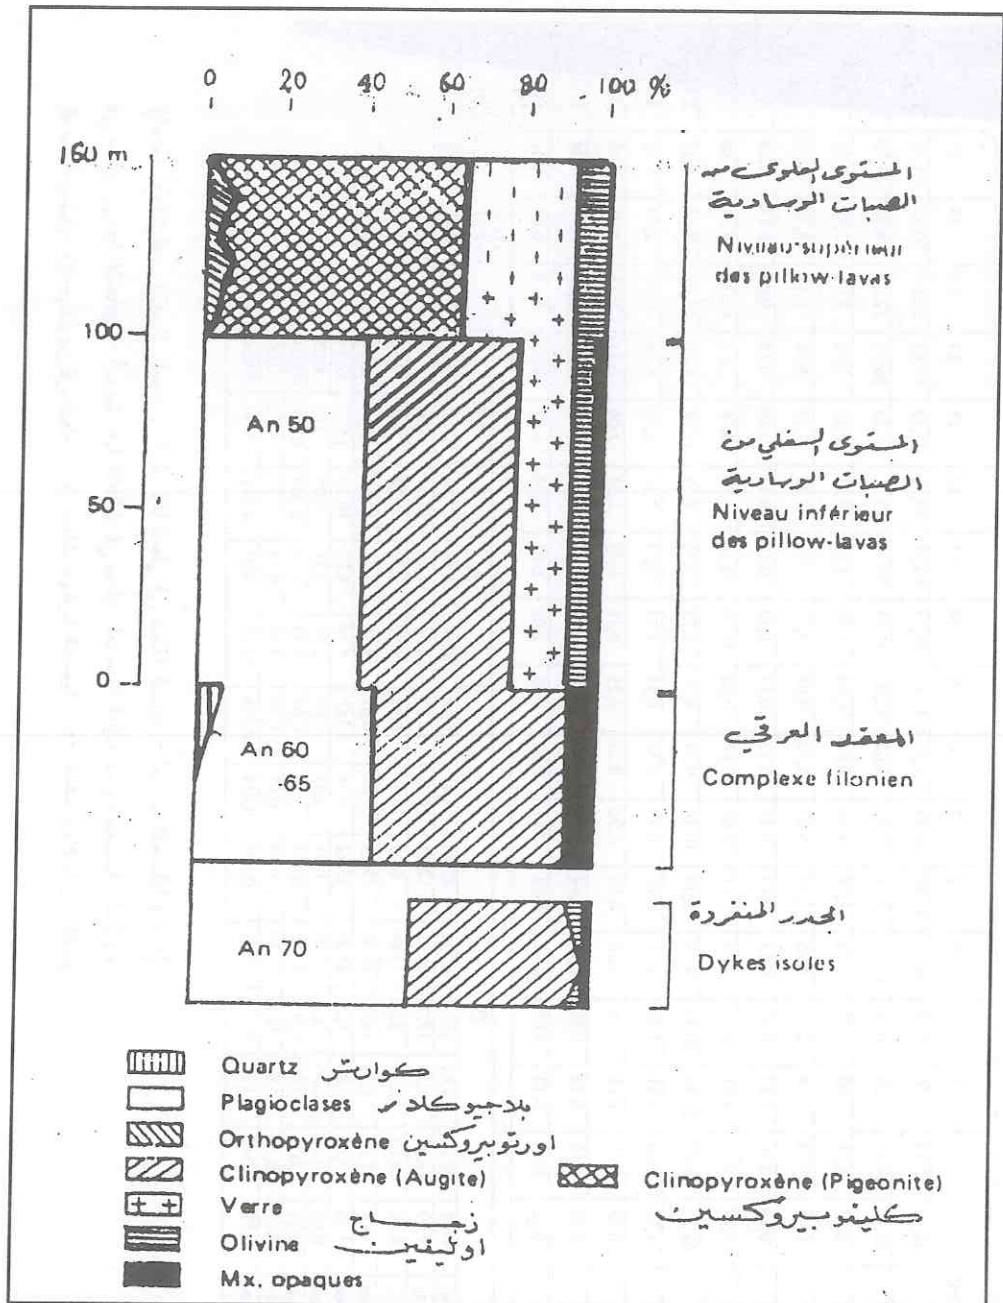 0 20 40 60 80 100 %
160 m
المستوى العلوي من
الصبات الوسادية
Niveau supérieur
des pillow-lavas
100
An 50
50
المستوى السفلي من
الصبات الوسادية
Niveau inférieur
des pillow-lavas
0
An 60
-65
المعقد العرقي
Complexe filonien
An 70
الجدد المنفردة
Dykes isoles
Quartz كوارتز
Plagioclases بلاجيوكلاز
Orthopyroxène اورتوبيروكسين
Clinopyroxène (Augite)
Clinopyroxène (Pigeonite)
كلينوبيروكسين
Verre زجاج
Olivine اوليفين
Mx. opaques